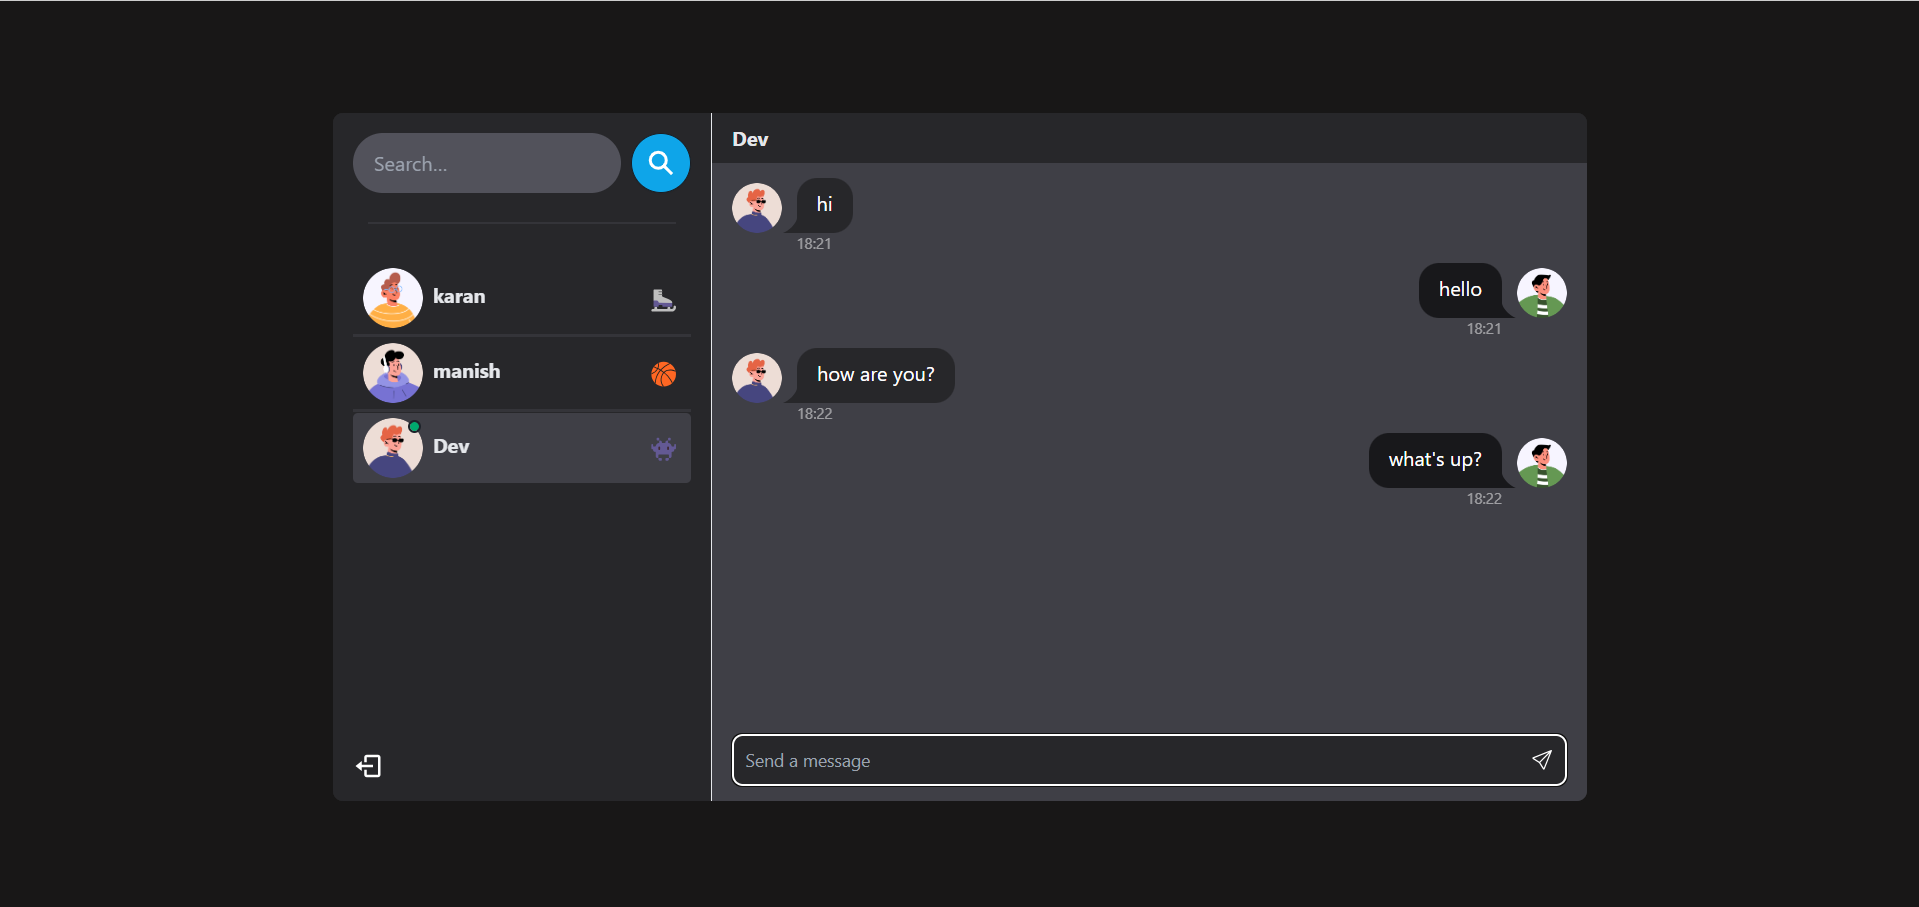 Search...
karan
manish
Dev
Dev
hi
18:21
hello
18:21
how are you?
18:22
what's up?
18:22
Send a message